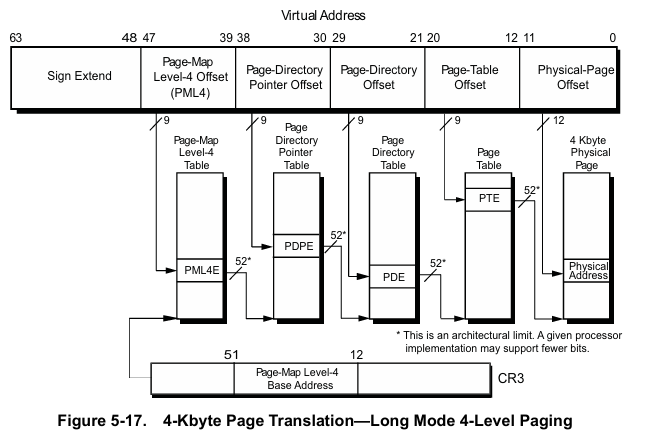 Virtual Address
63 48 47 39 38 30 29 21 20 12 11 0
Sign Extend
Page-Map
Level-4 Offset
(PML4)
Page-Directory
Pointer Offset
Page-Directory
Offset
Page-Table
Offset
Physical-Page
Offset
9 9 9 9 12
Page-Map
Level-4
Table
Page
Directory
Pointer
Table
Page
Directory
Table
Page
Table
4 Kbyte
Physical
Page
PML4E
52*
PDPE
52*
PDE
52*
PTE
52*
Physical
Address
* This is an architectural limit. A given processor
implementation may support fewer bits.
51 12
Page-Map Level-4
Base Address
CR3
Figure 5-17. 4-Kbyte Page Translation—Long Mode 4-Level Paging